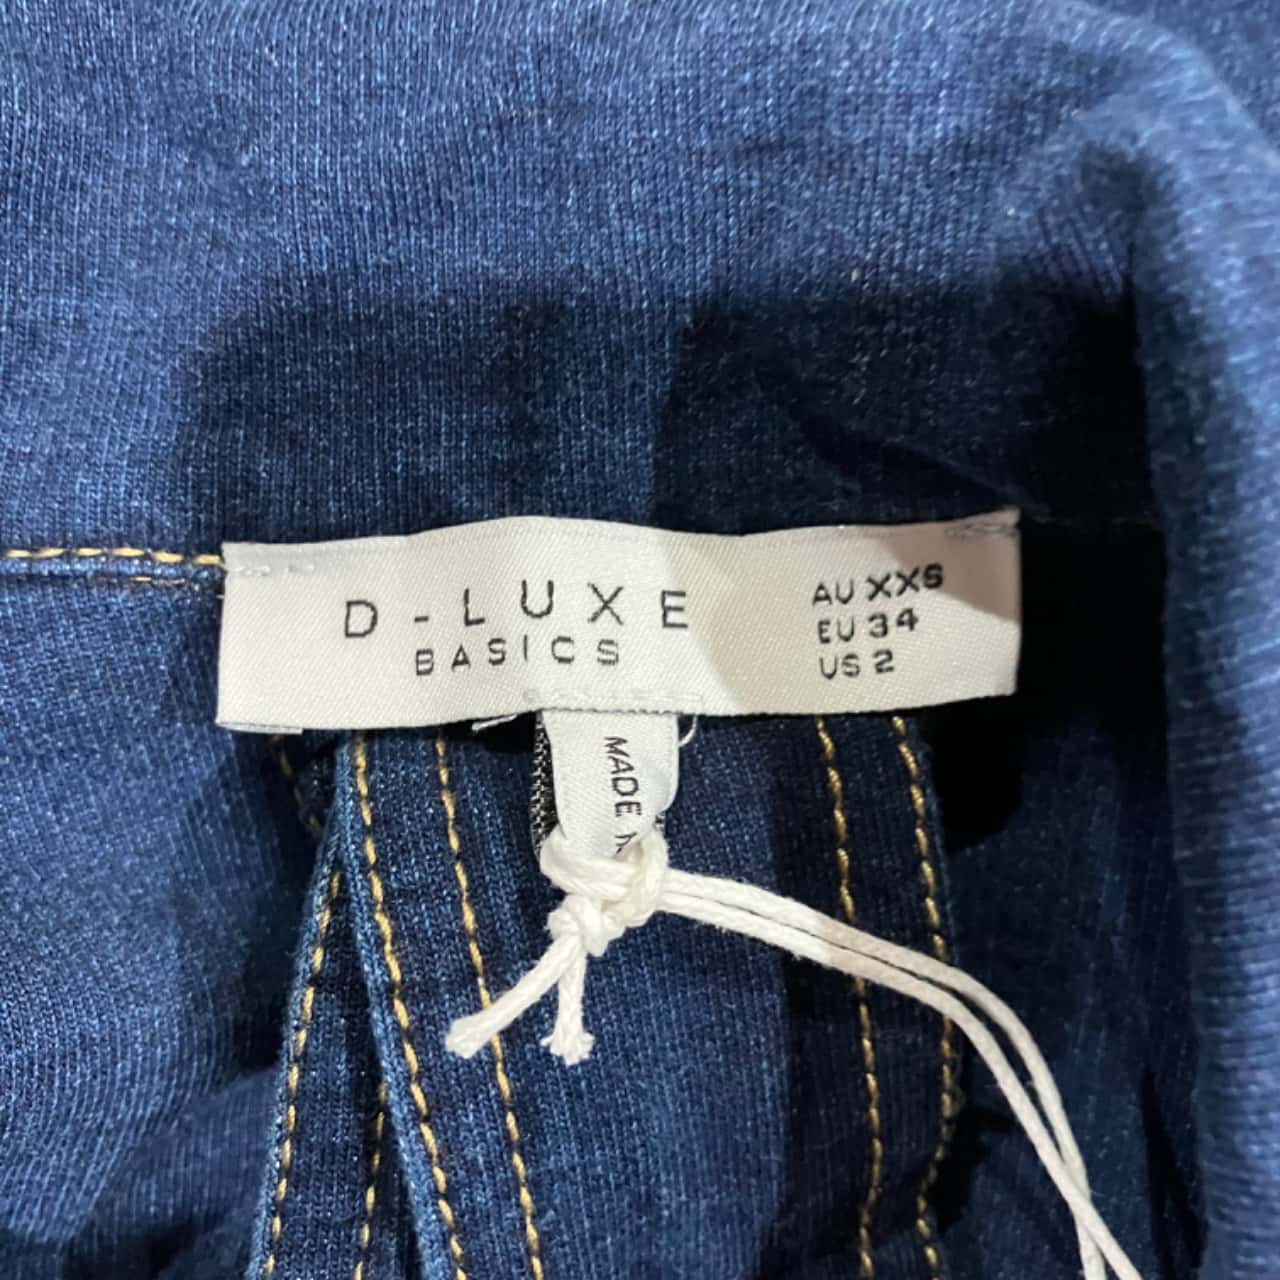 D-LUXE
BASICS
AU XXS
EU 34
US 2
MADE